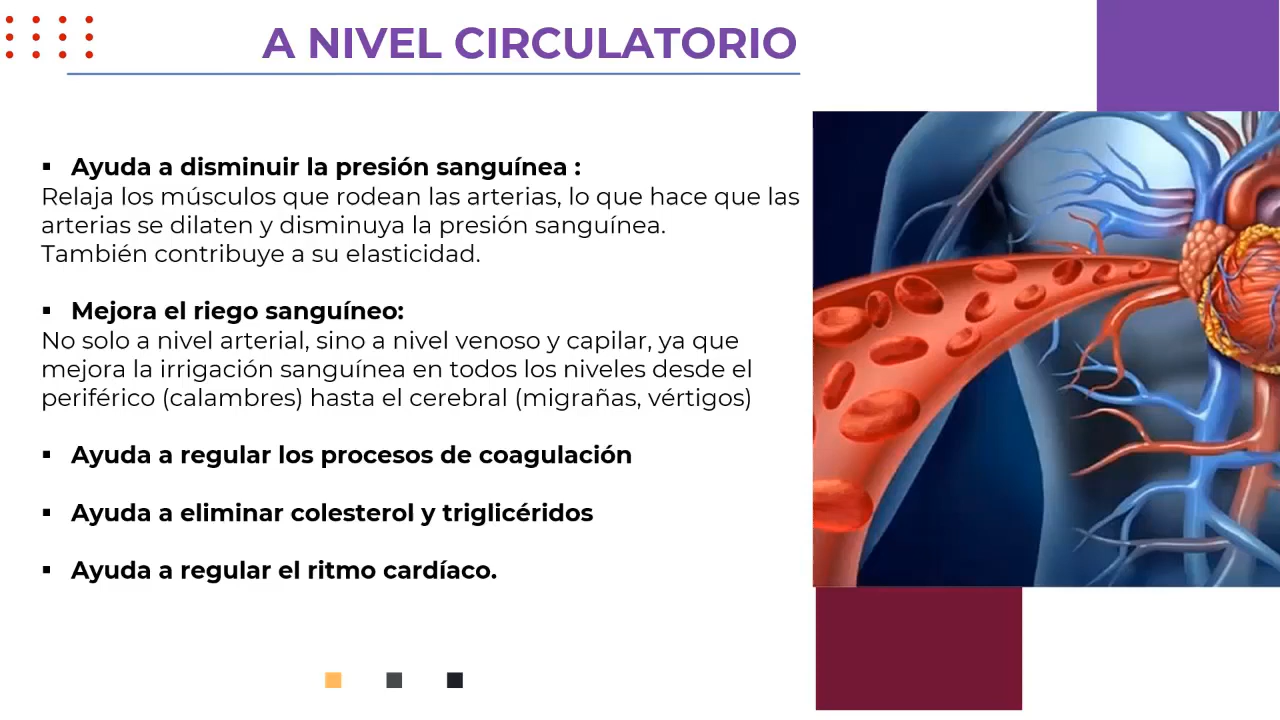 A NIVEL CIRCULATORIO
▪ Ayuda a disminuir la presión sanguínea :
Relaja los músculos que rodean las arterias, lo que hace que las
arterias se dilaten y disminuya la presión sanguínea.
También contribuye a su elasticidad.
▪ Mejora el riego sanguíneo:
No solo a nivel arterial, sino a nivel venoso y capilar, ya que
mejora la irrigación sanguínea en todos los niveles desde el
periférico (calambres) hasta el cerebral (migrañas, vértigos)
▪ Ayuda a regular los procesos de coagulación
▪ Ayuda a eliminar colesterol y triglicéridos
▪ Ayuda a regular el ritmo cardíaco.